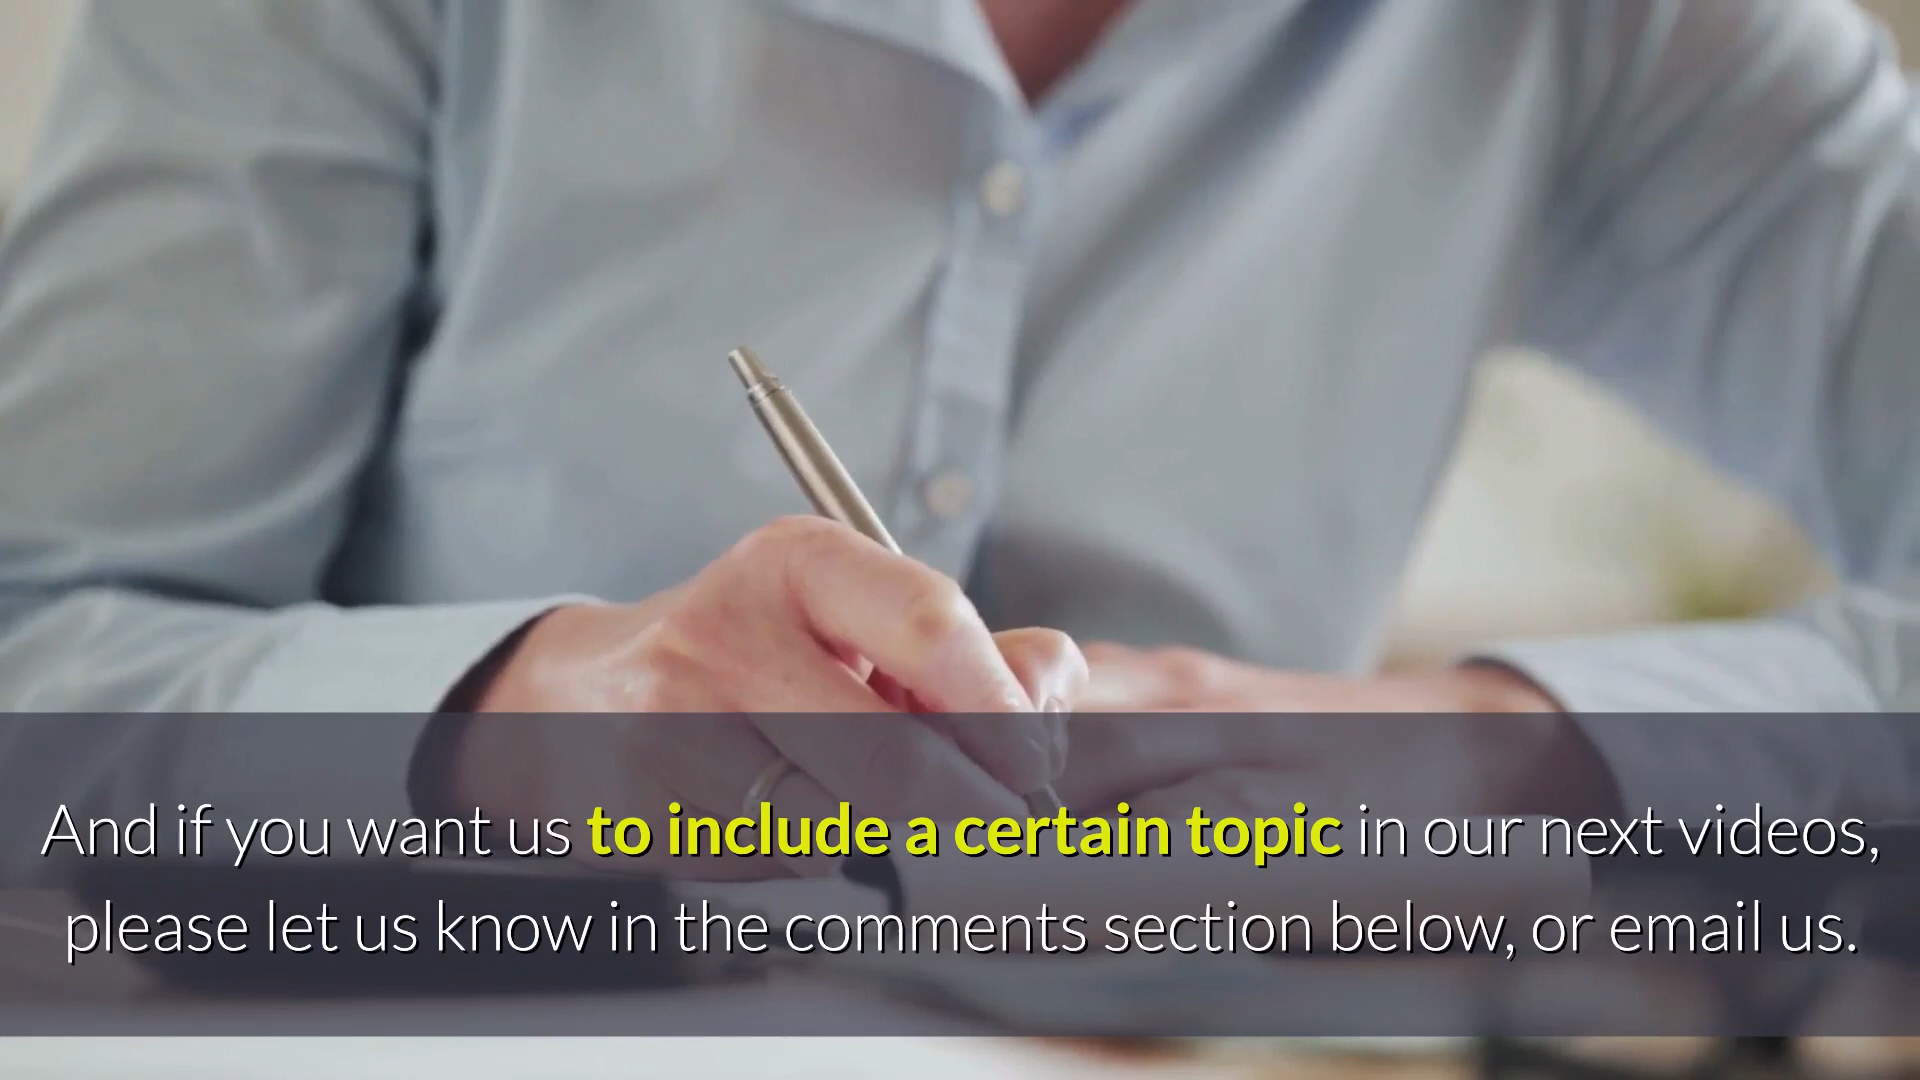 And if you want us to include a certain topic in our next videos,
please let us know in the comments section below, or email us.